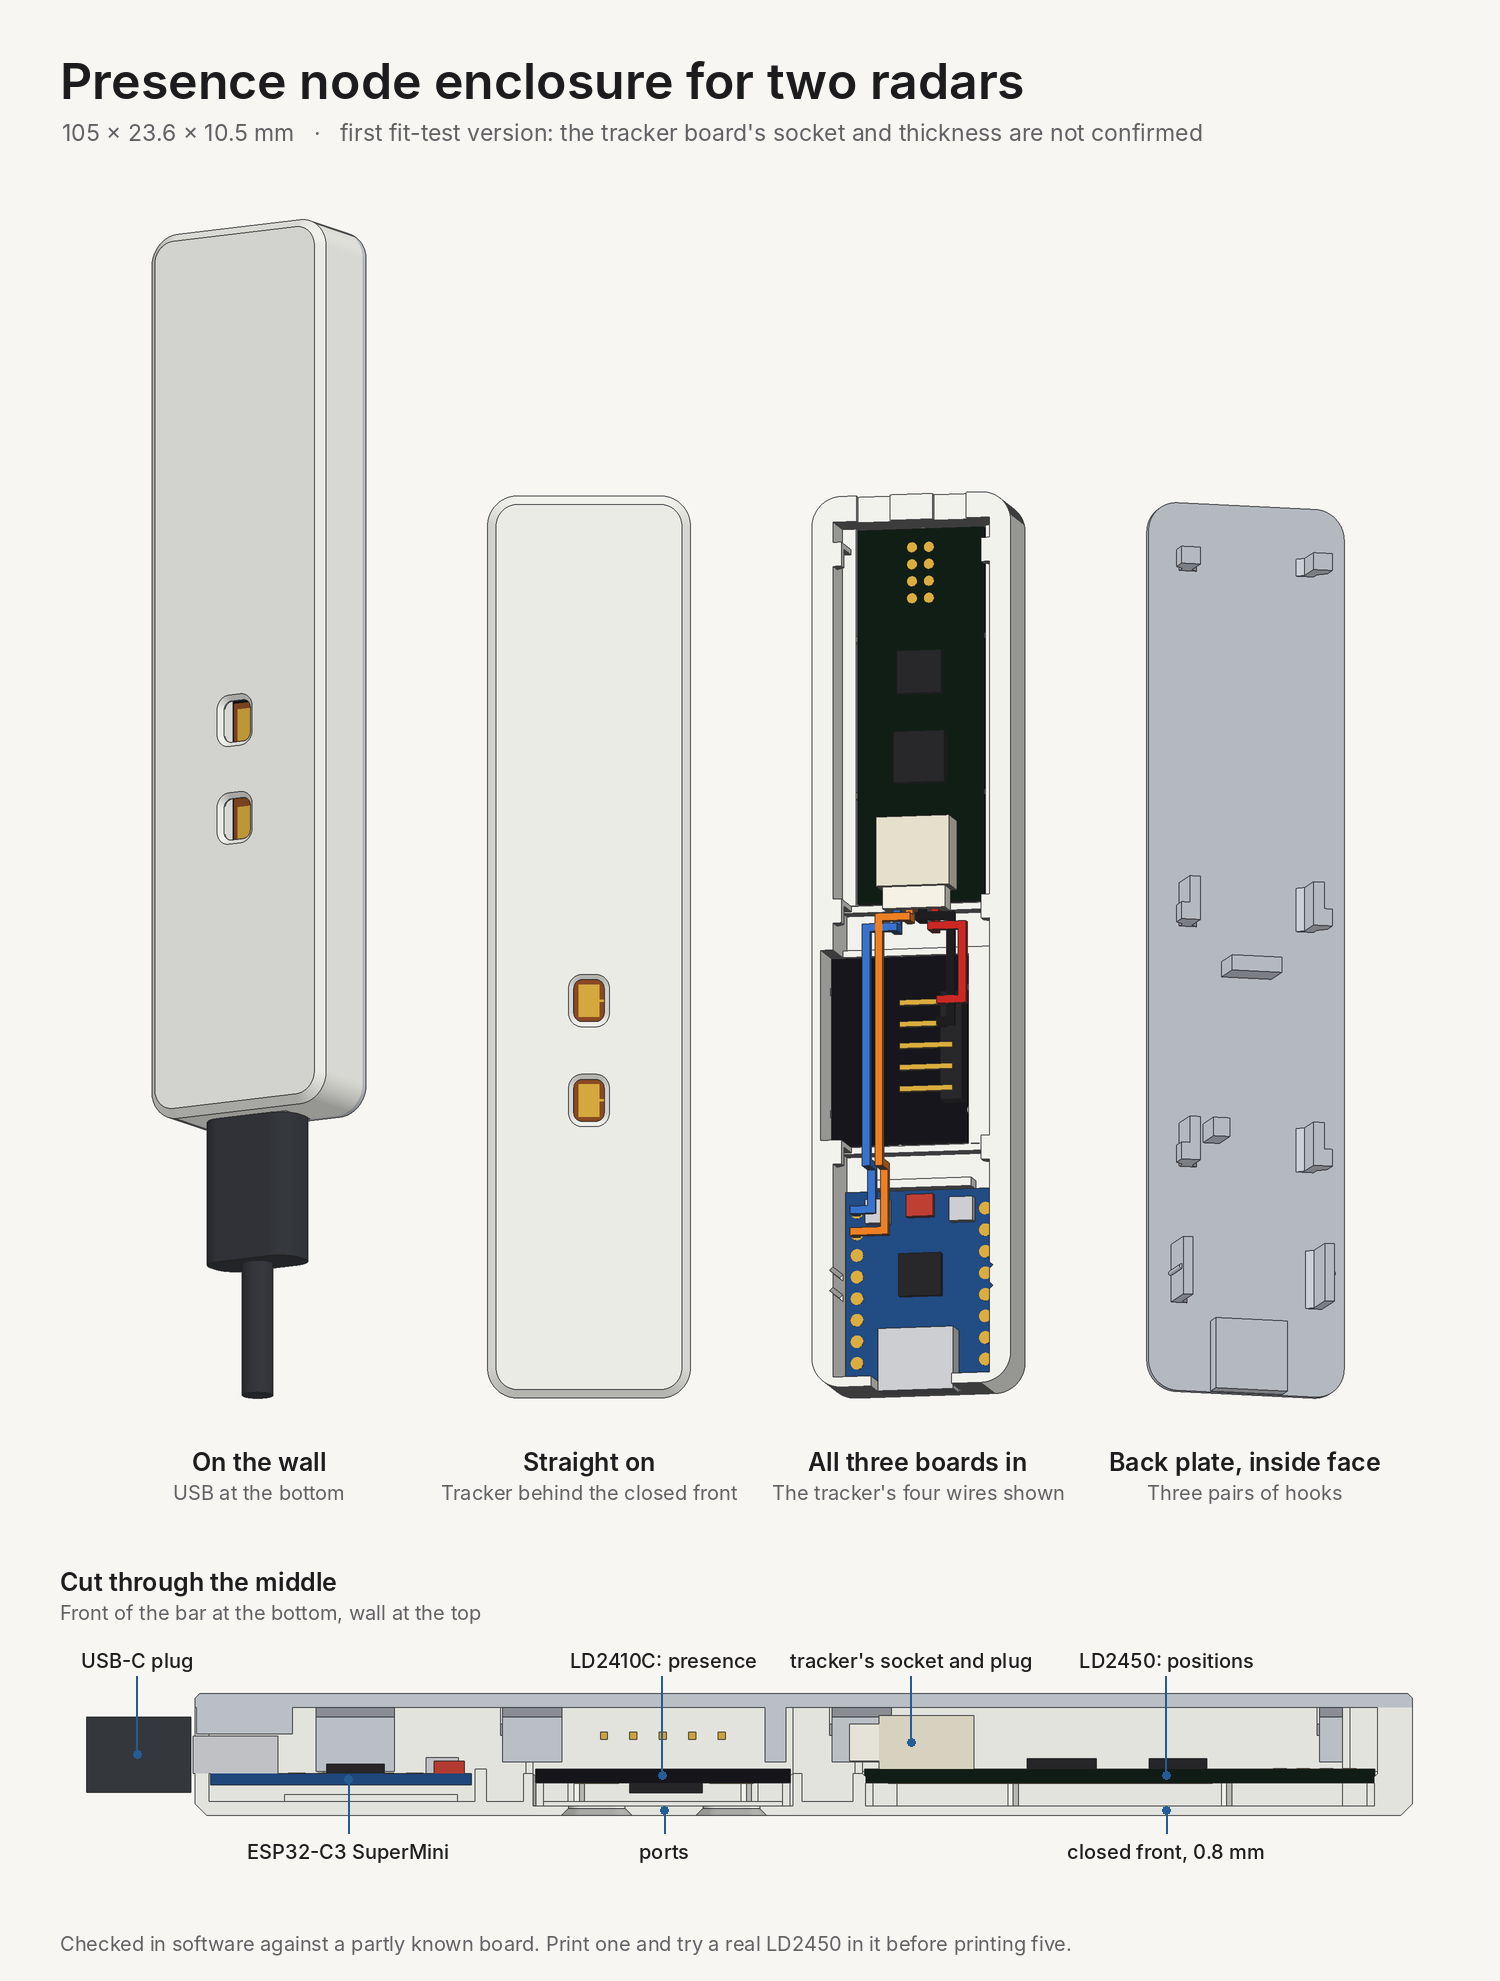 Presence node enclosure for two radars
105 × 23.6 × 10.5 mm · first fit-test version: the tracker board's socket and thickness are not confirmed
On the wall
USB at the bottom
Straight on
Tracker behind the closed front
All three boards in
The tracker's four wires shown
Back plate, inside face
Three pairs of hooks
Cut through the middle
Front of the bar at the bottom, wall at the top
USB-C plug
LD2410C: presence
tracker's socket and plug
LD2450: positions
ESP32-C3 SuperMini
ports
closed front, 0.8 mm
Checked in software against a partly known board. Print one and try a real LD2450 in it before printing five.